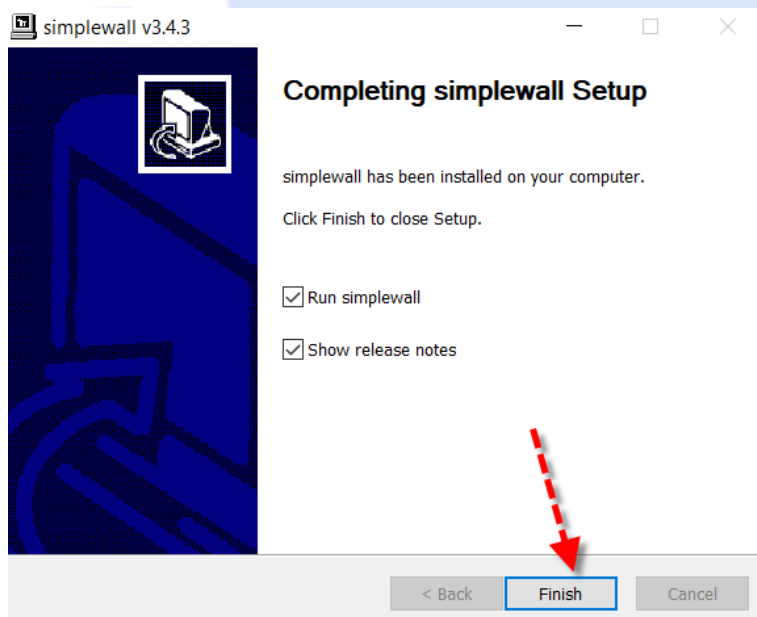 simplewall v3.4.3
Completing simplewall Setup
simplewall has been installed on your computer.
Click Finish to close Setup.
Run simplewall
Show release notes
< Back Finish Cancel